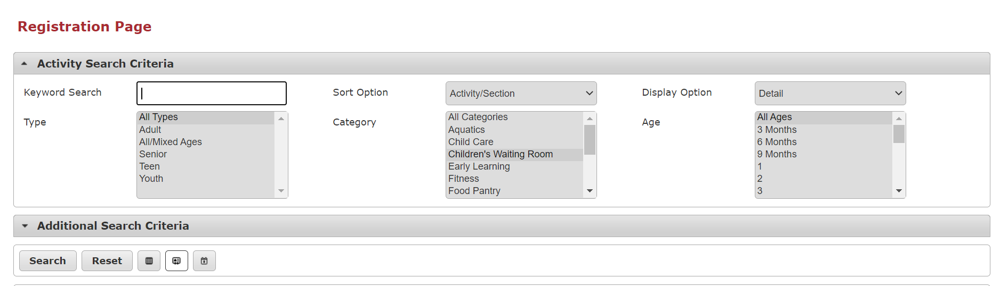 Registration Page
Activity Search Criteria
Keyword Search
Sort Option
Activity/Section
Display Option
Detail
Type
All Types
Adult
All/Mixed Ages
Senior
Teen
Youth
Category
All Categories
Aquatics
Child Care
Children's Waiting Room
Early Learning
Fitness
Food Pantry
Age
All Ages
3 Months
6 Months
9 Months
1
2
3
Additional Search Criteria
Search
Reset